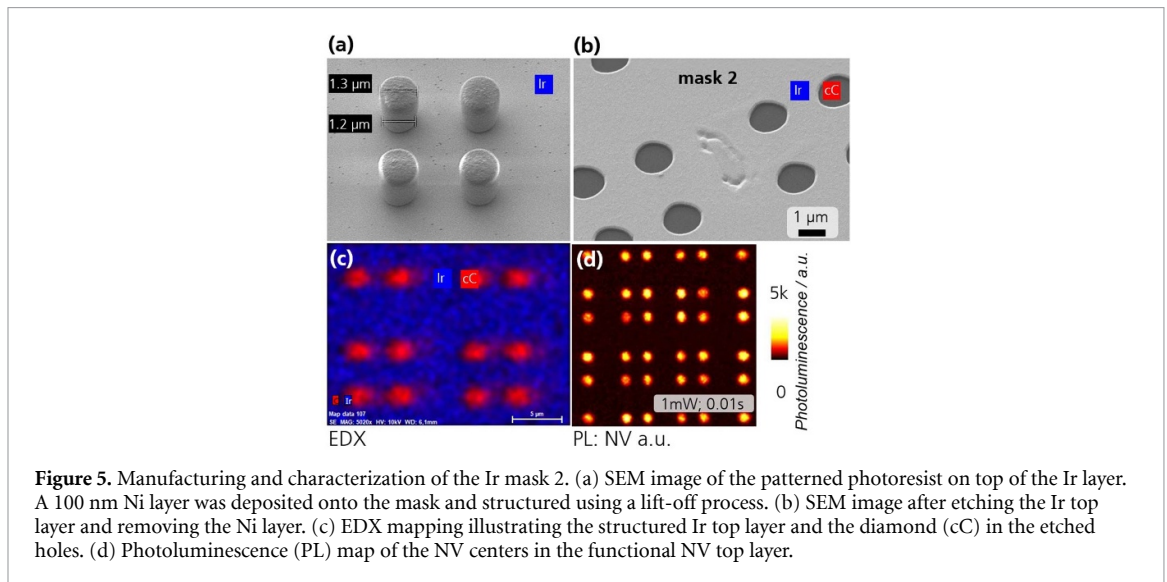 (a)
(b)
1.3 µm
1.2 µm
Ir
mask 2
Ir
cC
1 µm
(c)
(d)
Ir
cC
Ir
Map data 107
SE MAG: 5020x HV: 10kV WD: 6,1mm
5 µm
5k
0
Photoluminescence / a.u.
1mW; 0.01s
EDX
PL: NV a.u.
Figure 5. Manufacturing and characterization of the Ir mask 2. (a) SEM image of the patterned photoresist on top of the Ir layer.
A 100 nm Ni layer was deposited onto the mask and structured using a lift-off process. (b) SEM image after etching the Ir top
layer and removing the Ni layer. (c) EDX mapping illustrating the structured Ir top layer and the diamond (cC) in the etched
holes. (d) Photoluminescence (PL) map of the NV centers in the functional NV top layer.